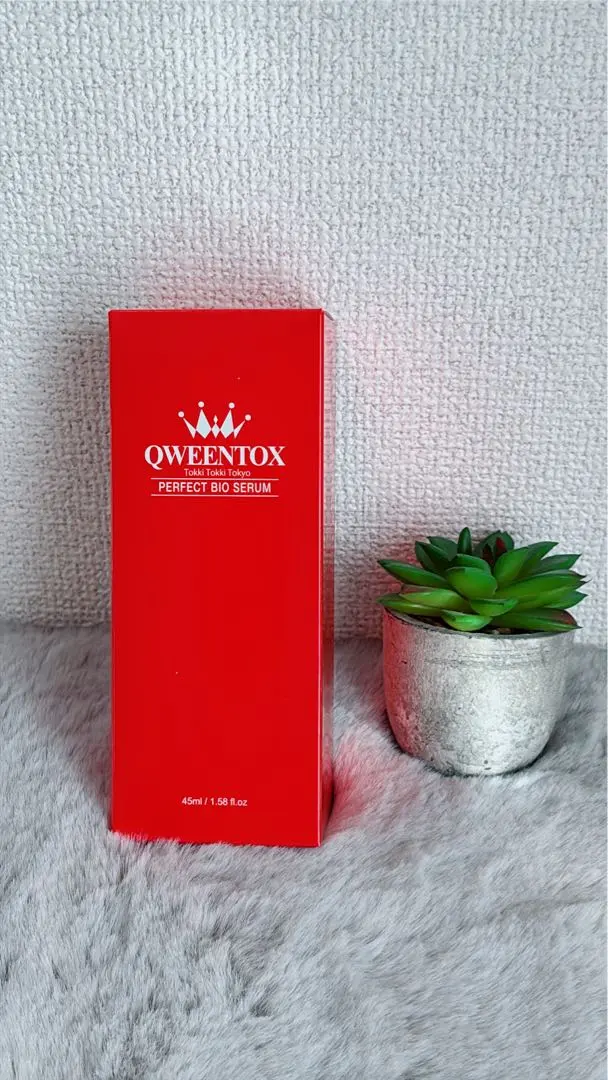 QWEENTOX
Tokki Tokki Tokyo
PERFECT BIO SERUM
45ml / 1.58 fl.oz